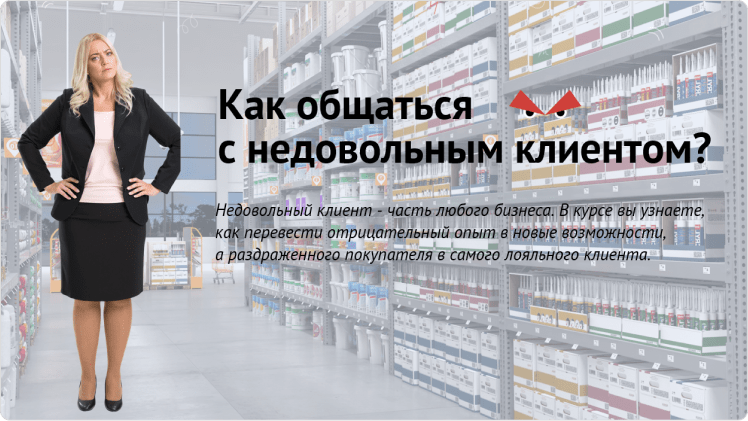 Как общаться
с недовольным клиентом?
Недовольный клиент - часть любого бизнеса. В курсе вы узнаете,
как перевести отрицательный опыт в новые возможности,
а раздраженного покупателя в самого лояльного клиента.